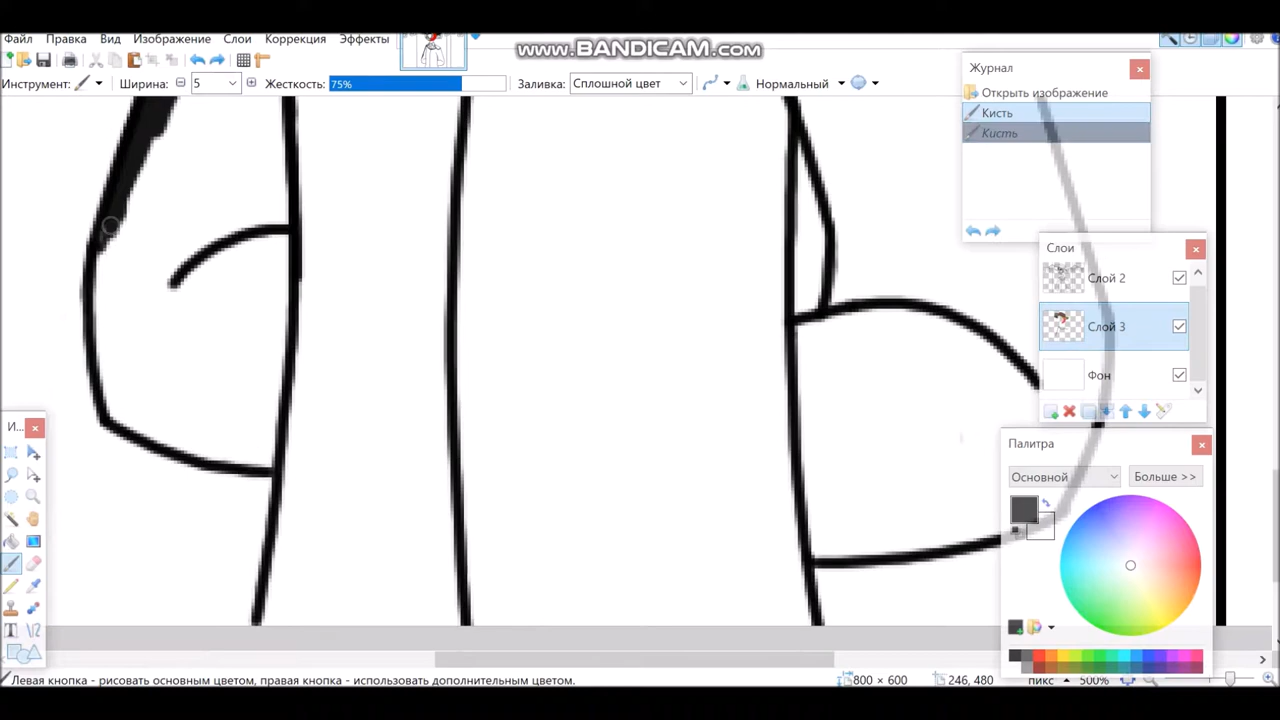 Файл Правка Вид Изображение Слои Коррекция Эффекты
www.BANDICAM.com
Инструмент: Ширина: 5 Жесткость: 75% Заливка: Сплошной цвет Нормальный
Журнал
Открыть изображение
Кисть
Кисть
Слои
Слой 2
Слой 3
Фон
И...
Палитра
Основной Больше >>
T
Левая кнопка - рисовать основным цветом, правая кнопка - использовать дополнительным цветом. 800 × 600 246, 480 пикс 500%